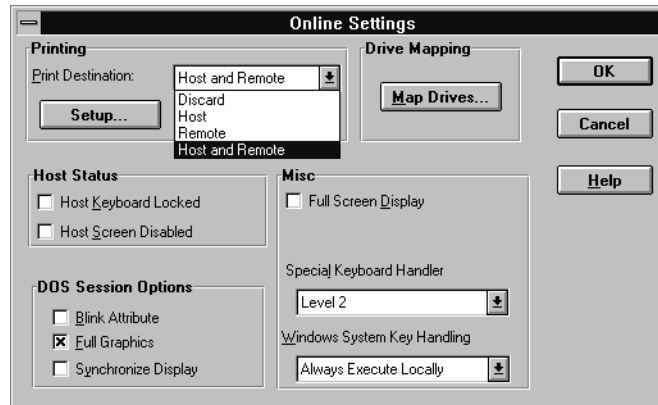 Online Settings
Printing
Print Destination:
Host and Remote
Discard
Host
Remote
Host and Remote
Setup...
Drive Mapping
Map Drives...
OK
Cancel
Help
Host Status
Host Keyboard Locked
Host Screen Disabled
DOS Session Options
Blink Attribute
Full Graphics
Synchronize Display
Misc
Full Screen Display
Special Keyboard Handler
Level 2
Windows System Key Handling
Always Execute Locally